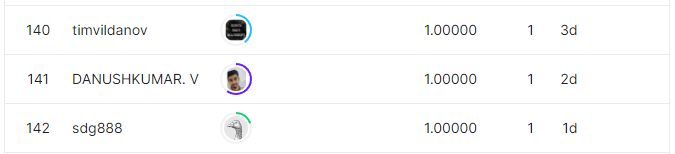 140 timvildanov 1.00000 1 3d
141 DANUSHKUMAR. V 1.00000 1 2d
142 sdg888 1.00000 1 1d